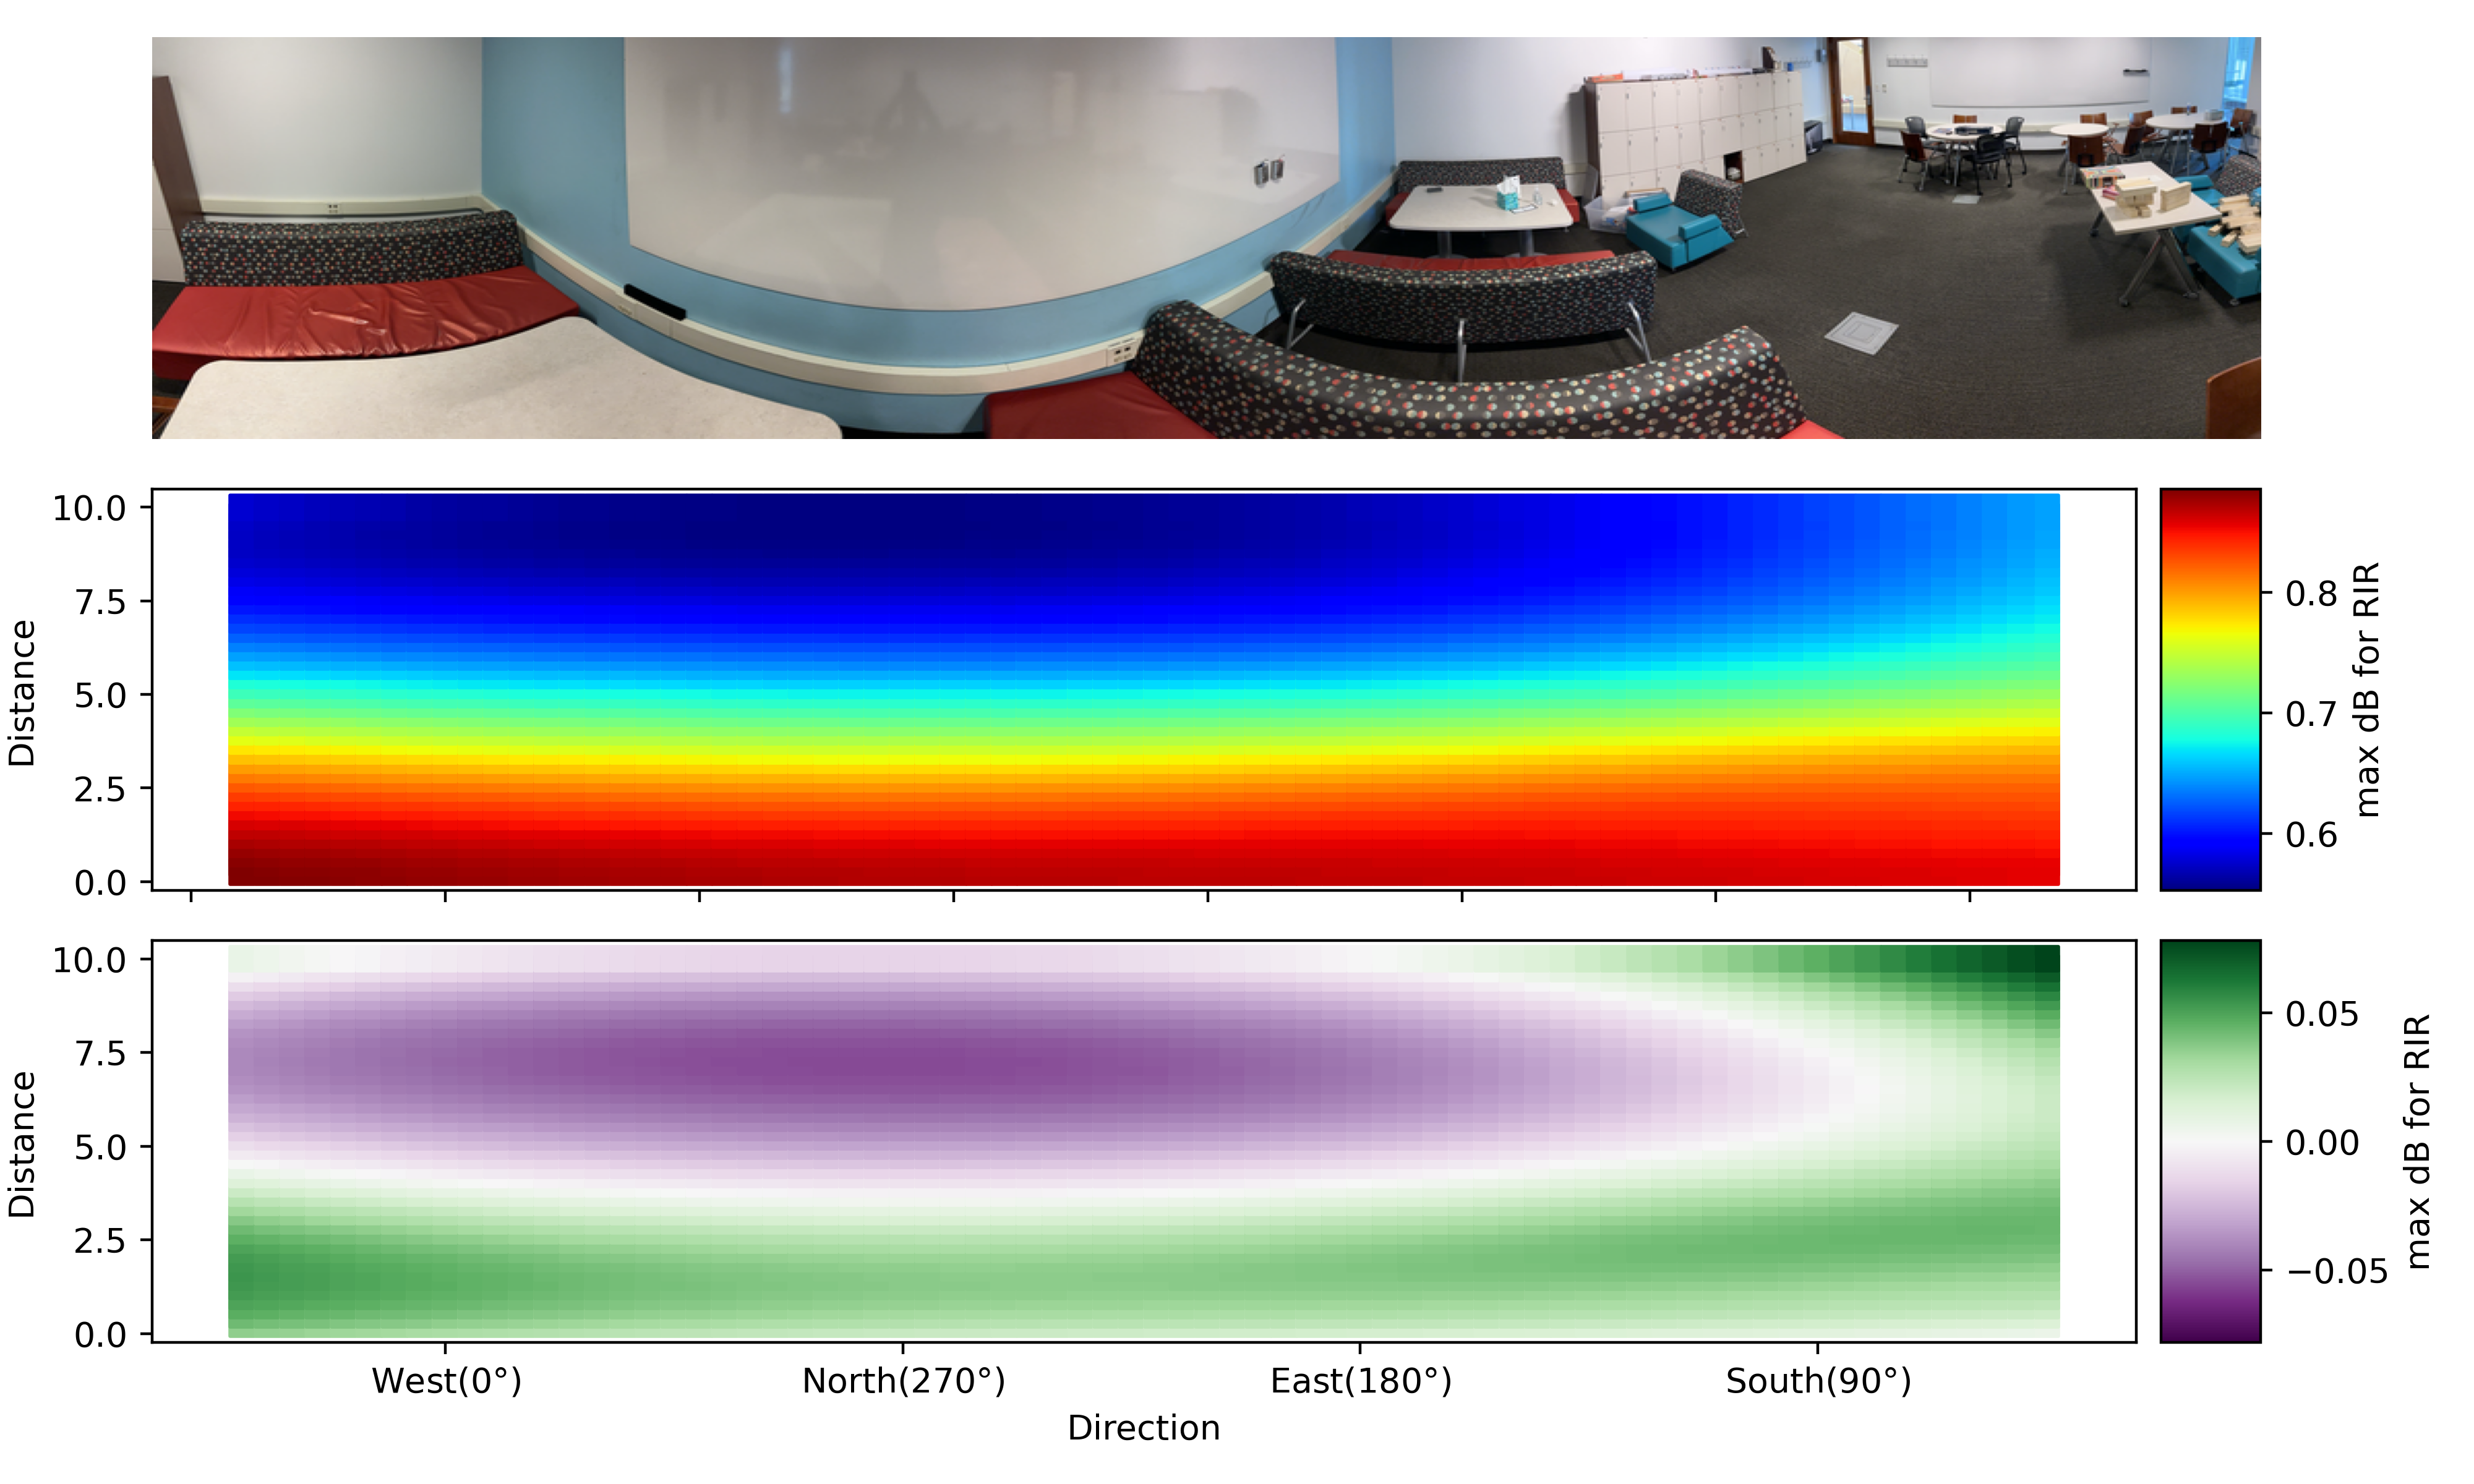 10.0
7.5
5.0
2.5
0.0
Distance
0.8
0.7
0.6
max dB for RIR
10.0
7.5
5.0
2.5
0.0
Distance
West(0°) North(270°) East(180°) South(90°)
Direction
0.05
0.00
−0.05
max dB for RIR